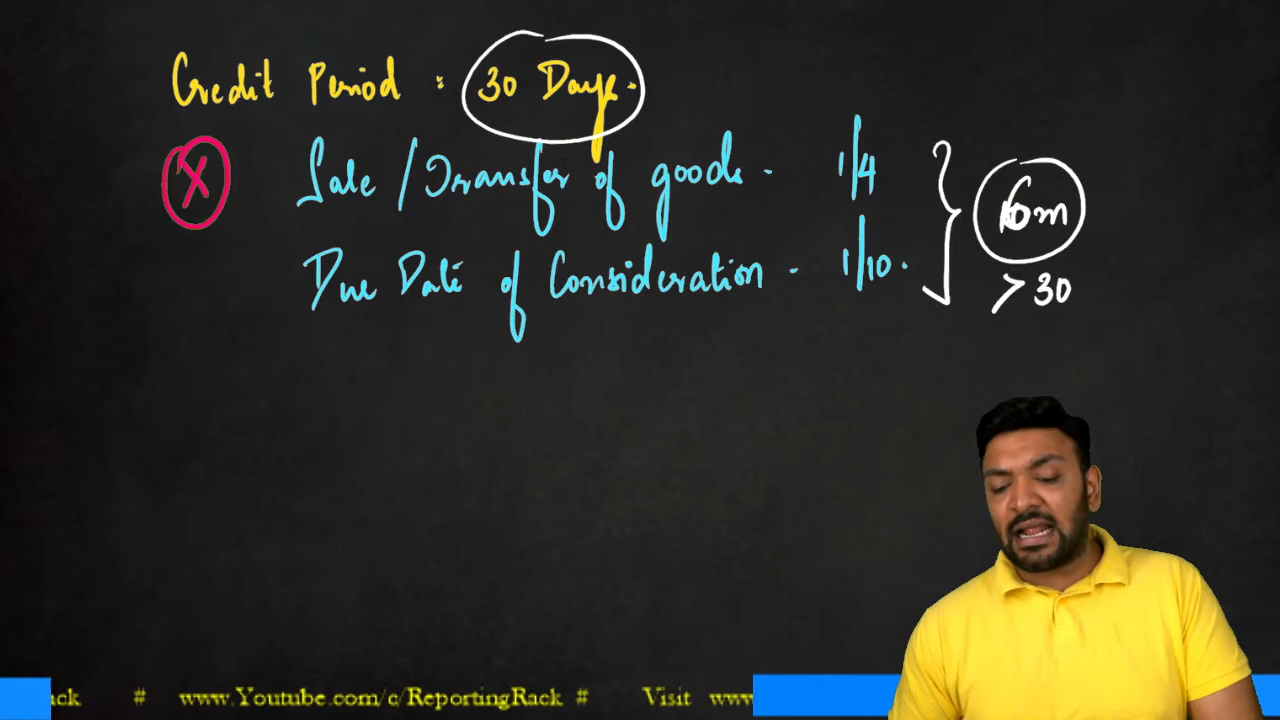 Credit Period : 30 Days.
X
Sale / Transfer of goods - 1/4
6m
Due Date of Consideration - 1/10.
> 30
ack # www.Youtube.com/c/ReportingRack # Visit www.